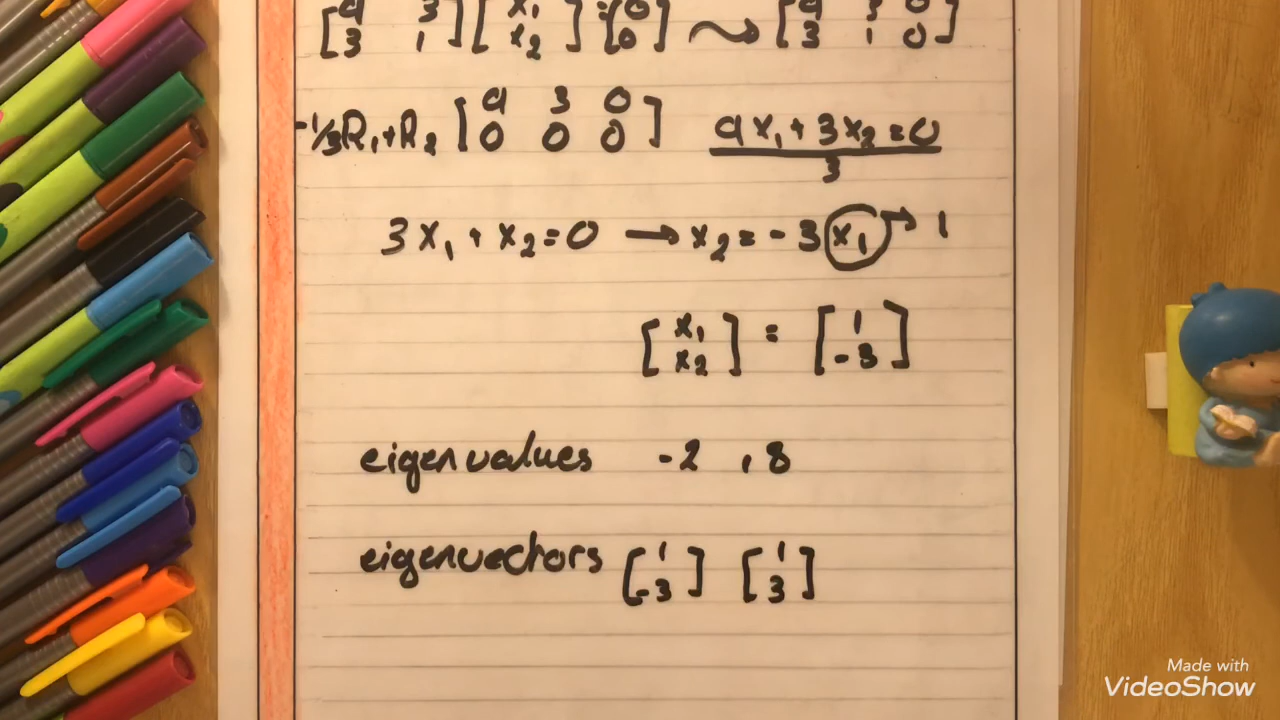 [9 3; 3 1] [x₁; x₂] = [0; 0] ⤳ [9 3 0; 3 1 0]
-1/3R₁+R₂ [9 3 0; 0 0 0] 9x₁+3x₂=0 / 3
3x₁+x₂=0 → x₂=-3x₁ → 1
[x₁; x₂] = [1; -3]
eigenvalues -2 , 8
eigenvectors [1; -3] [1; 3]
Made with
VideoShow